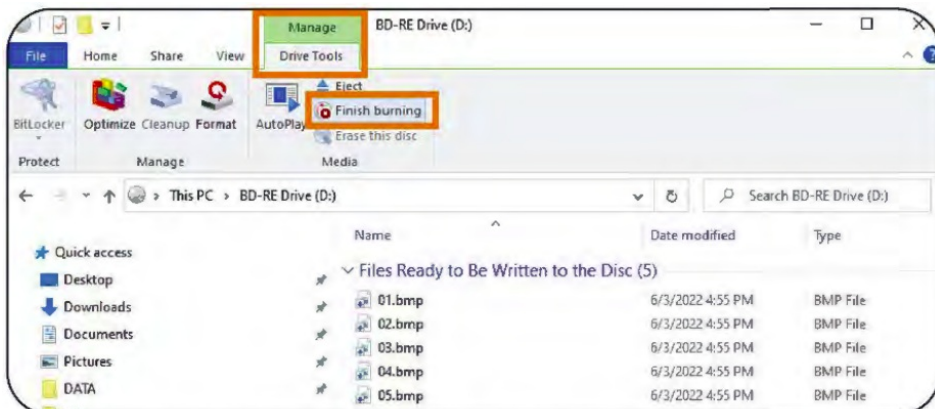 Manage BD-RE Drive (D:)
File Home Share View Drive Tools
Eject
Finish burning
BitLocker Optimize Cleanup Format AutoPlay
Erase this disc
Protect Manage Media
This PC > BD-RE Drive (D:) Search BD-RE Drive (D:)
Name Date modified Type
Quick access
Files Ready to Be Written to the Disc (5)
Desktop
01.bmp 6/3/2022 4:55 PM BMP File
Downloads
02.bmp 6/3/2022 4:55 PM BMP File
Documents
03.bmp 6/3/2022 4:55 PM BMP File
Pictures
04.bmp 6/3/2022 4:55 PM BMP File
DATA
05.bmp 6/3/2022 4:55 PM BMP File